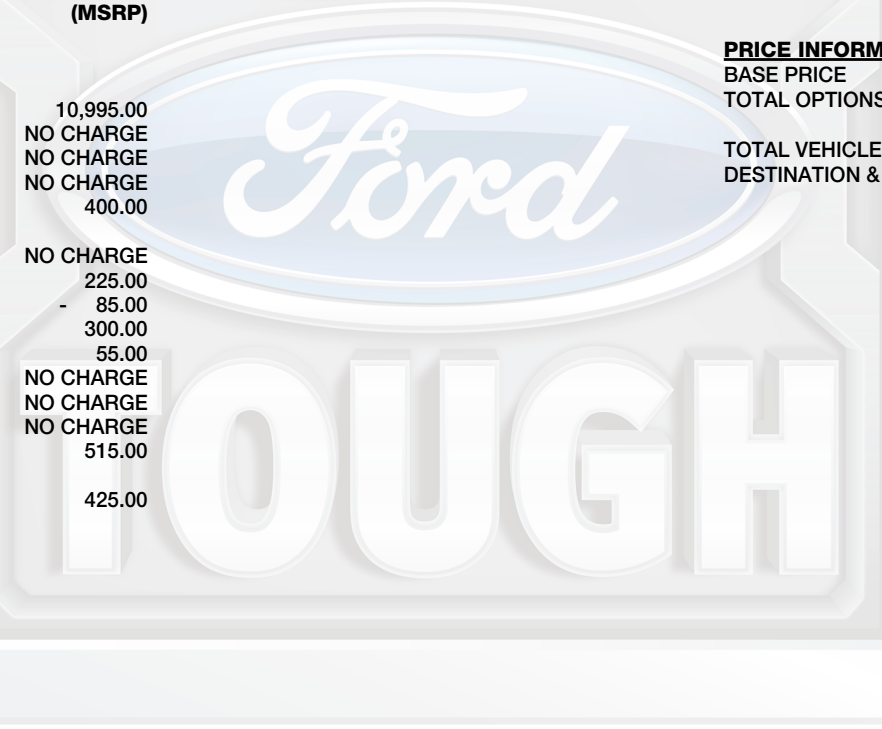 (MSRP)
10,995.00
NO CHARGE
NO CHARGE
NO CHARGE
400.00
NO CHARGE
225.00
- 85.00
300.00
55.00
NO CHARGE
NO CHARGE
NO CHARGE
515.00
425.00
PRICE INFORM
BASE PRICE
TOTAL OPTIONS
TOTAL VEHICLE
DESTINATION &
Ford
TOUGH